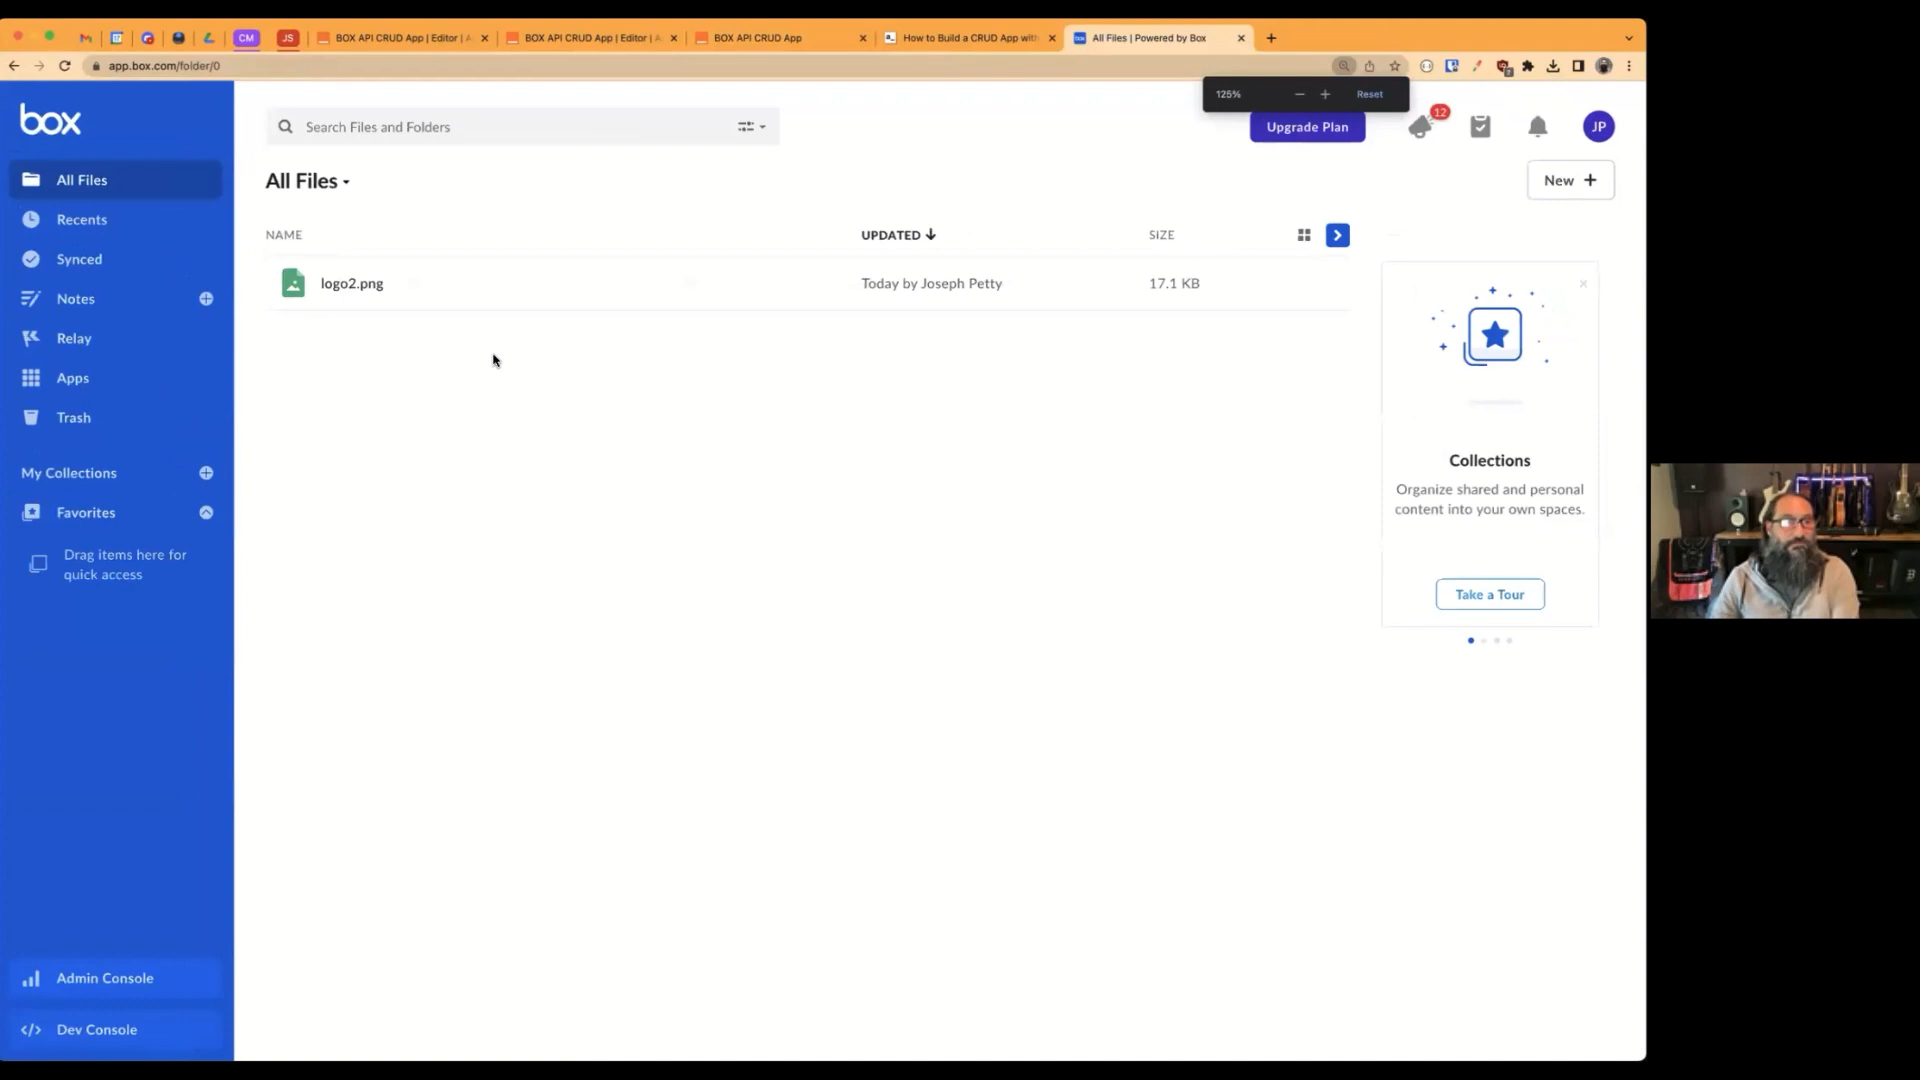 CM
JS
BOX API CRUD App | Editor | A
BOX API CRUD App | Editor | A
BOX API CRUD App
How to Build a CRUD App with
box
All Files | Powered by Box
app.box.com/folder/0
125%
Reset
box
Search Files and Folders
Upgrade Plan
12
JP
All Files
Recents
Synced
Notes
Relay
Apps
Trash
My Collections
Favorites
Drag items here for
quick access
Admin Console
Dev Console
All Files
New +
NAME
UPDATED
SIZE
logo2.png
Today by Joseph Petty
17.1 KB
Collections
Organize shared and personal
content into your own spaces.
Take a Tour